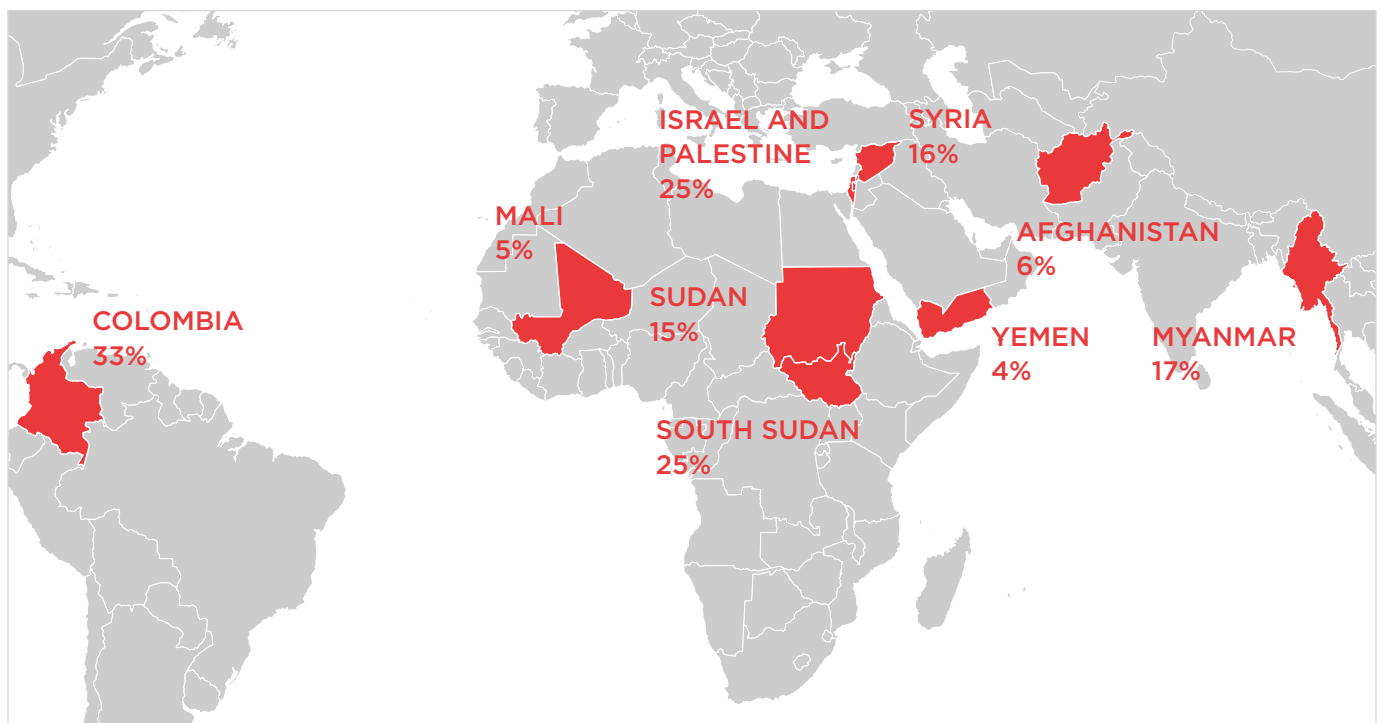 ISRAEL AND
PALESTINE
25%
SYRIA
16%
MALI
5%
AFGHANISTAN
6%
SUDAN
15%
COLOMBIA
33%
YEMEN
4%
MYANMAR
17%
SOUTH SUDAN
25%